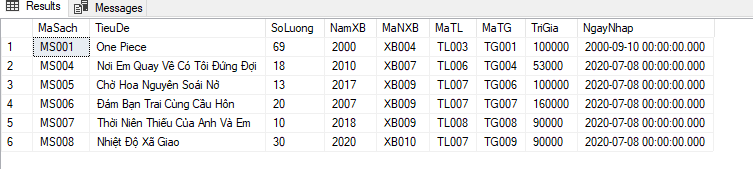 Results Messages
MaSach TieuDe SoLuong NamXB MaNXB MaTL MaTG TriGia NgayNhap
1 MS001 One Piece 69 2000 XB004 TL003 TG001 100000 2000-09-10 00:00:00.000
2 MS004 Nơi Em Quay Về Có Tôi Đứng Đợi 18 2010 XB007 TL006 TG004 53000 2020-07-08 00:00:00.000
3 MS005 Chờ Hoa Nguyên Soái Nở 13 2017 XB009 TL007 TG006 100000 2020-07-08 00:00:00.000
4 MS006 Đám Bạn Trai Cùng Cầu Hôn 20 2007 XB009 TL007 TG007 160000 2020-07-08 00:00:00.000
5 MS007 Thời Niên Thiếu Của Anh Và Em 10 2018 XB009 TL008 TG008 90000 2020-07-08 00:00:00.000
6 MS008 Nhiệt Độ Xã Giao 30 2020 XB010 TL007 TG009 90000 2020-07-08 00:00:00.000